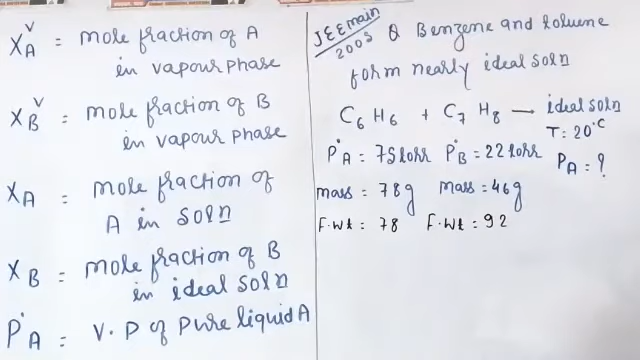 X_A^V = mole fraction of A
in vapour phase
X_B^V = mole fraction of B
in vapour phase
X_A = mole fraction of
A in soln
X_B = mole fraction of B
in ideal soln
P°_A = V.P of pure liquid A
JEE main
2005
Q Benzene and toluene
form nearly ideal soln
C6H6 + C7H8 — ideal soln
T = 20°C
P°_A = 75 torr P°_B = 22 torr
P_A = ?
mass = 78g mass = 46g
F.Wt = 78 F.Wt = 92